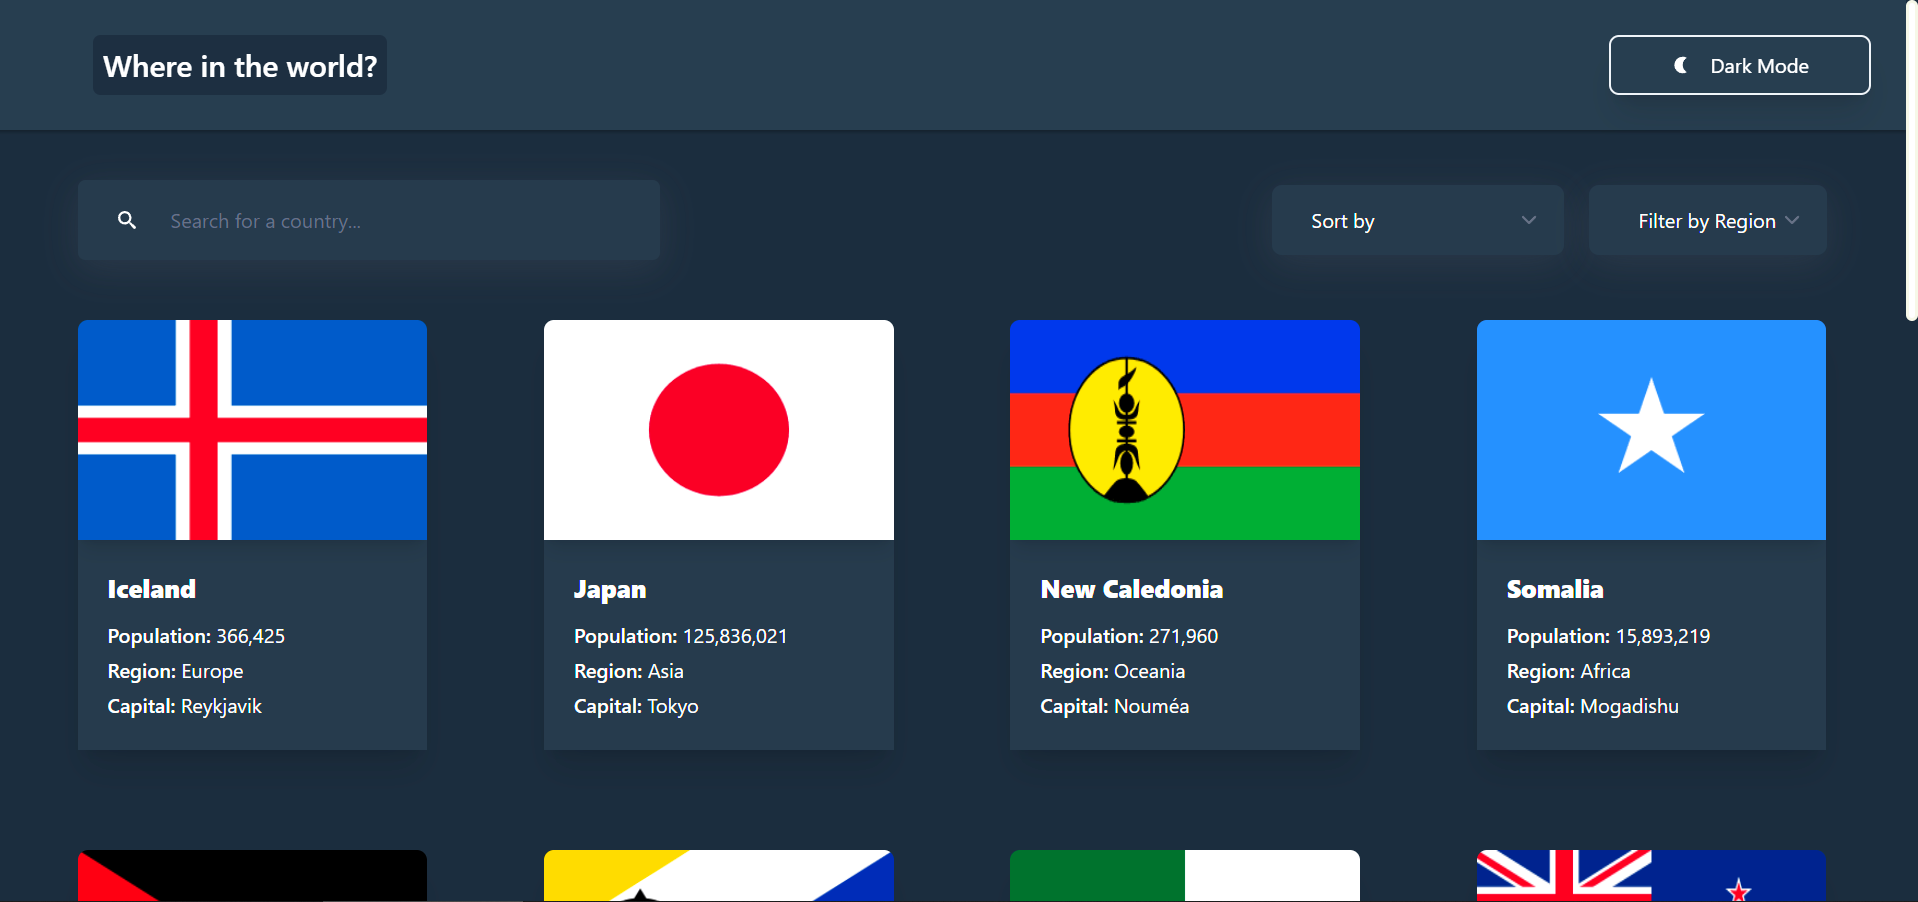 Where in the world?
Dark Mode
Search for a country...
Sort by
Filter by Region
Iceland
Population: 366,425
Region: Europe
Capital: Reykjavik
Japan
Population: 125,836,021
Region: Asia
Capital: Tokyo
New Caledonia
Population: 271,960
Region: Oceania
Capital: Nouméa
Somalia
Population: 15,893,219
Region: Africa
Capital: Mogadishu